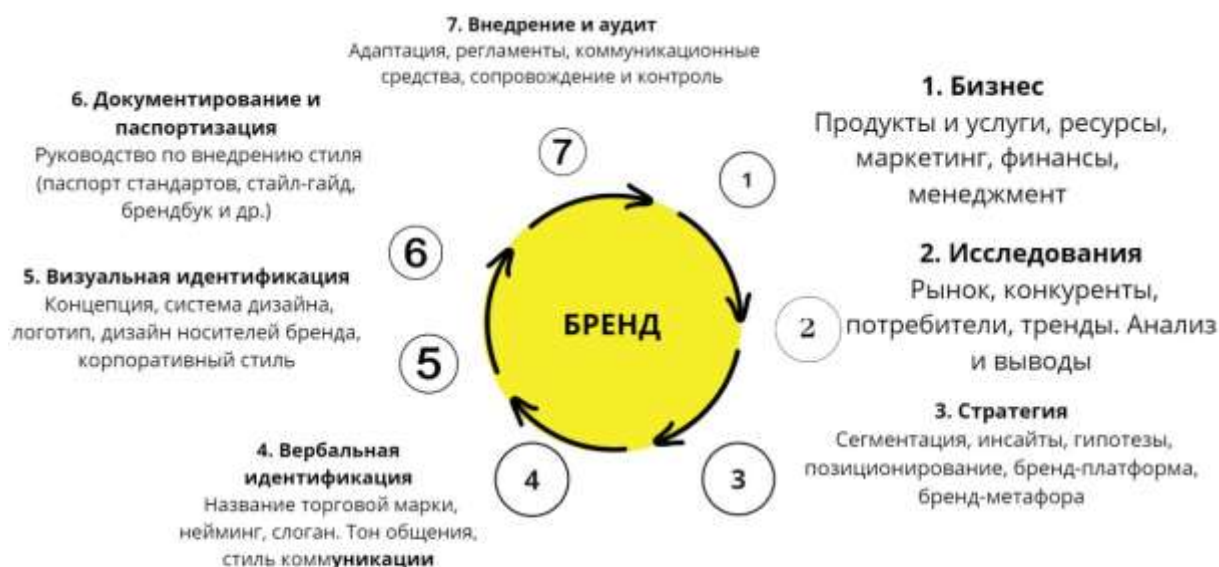 7. Внедрение и аудит
Адаптация, регламенты, коммуникационные
средства, сопровождение и контроль
6. Документирование и
паспортизация
Руководство по внедрению стиля
(паспорт стандартов, стайл-гайд,
брендбук и др.)
5. Визуальная идентификация
Концепция, система дизайна,
логотип, дизайн носителей бренда,
корпоративный стиль
4. Вербальная
идентификация
Название торговой марки,
нейминг, слоган. Тон общения,
стиль коммуникации
7
6
5
4
БРЕНД
1
2
3
1. Бизнес
Продукты и услуги, ресурсы,
маркетинг, финансы,
менеджмент
2. Исследования
Рынок, конкуренты,
потребители, тренды. Анализ
и выводы
3. Стратегия
Сегментация, инсайты, гипотезы,
позиционирование, бренд-платформа,
бренд-метафора